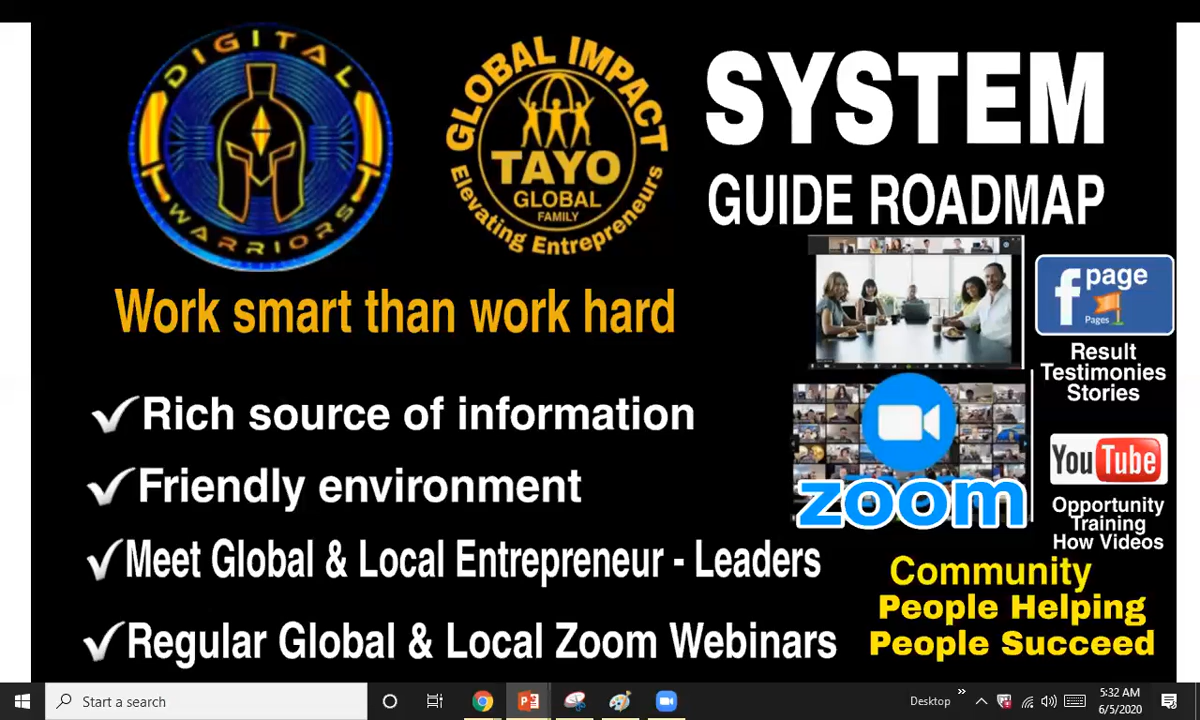 DIGITAL
WARRIORS
GLOBAL IMPACT
TAYO
GLOBAL
FAMILY
Elevating Entrepreneurs
SYSTEM
GUIDE ROADMAP
Work smart than work hard
Rich source of information
Friendly environment
Meet Global & Local Entrepreneur - Leaders
Regular Global & Local Zoom Webinars
f page
Pages
Result
Testimonies
Stories
zoom
YouTube
Opportunity
Training
How Videos
Community
People Helping
People Succeed
Start a search
Desktop
5:32 AM
6/5/2020